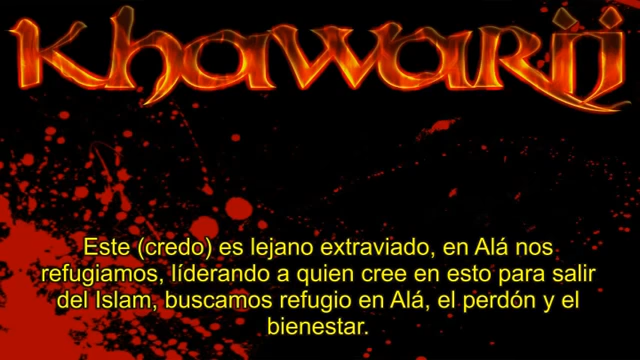 Khawarij
Este (credo) es lejano extraviado, en Alá nos
refugiamos, líderando a quien cree en esto para salir
del Islam, buscamos refugio en Alá, el perdón y el
bienestar.